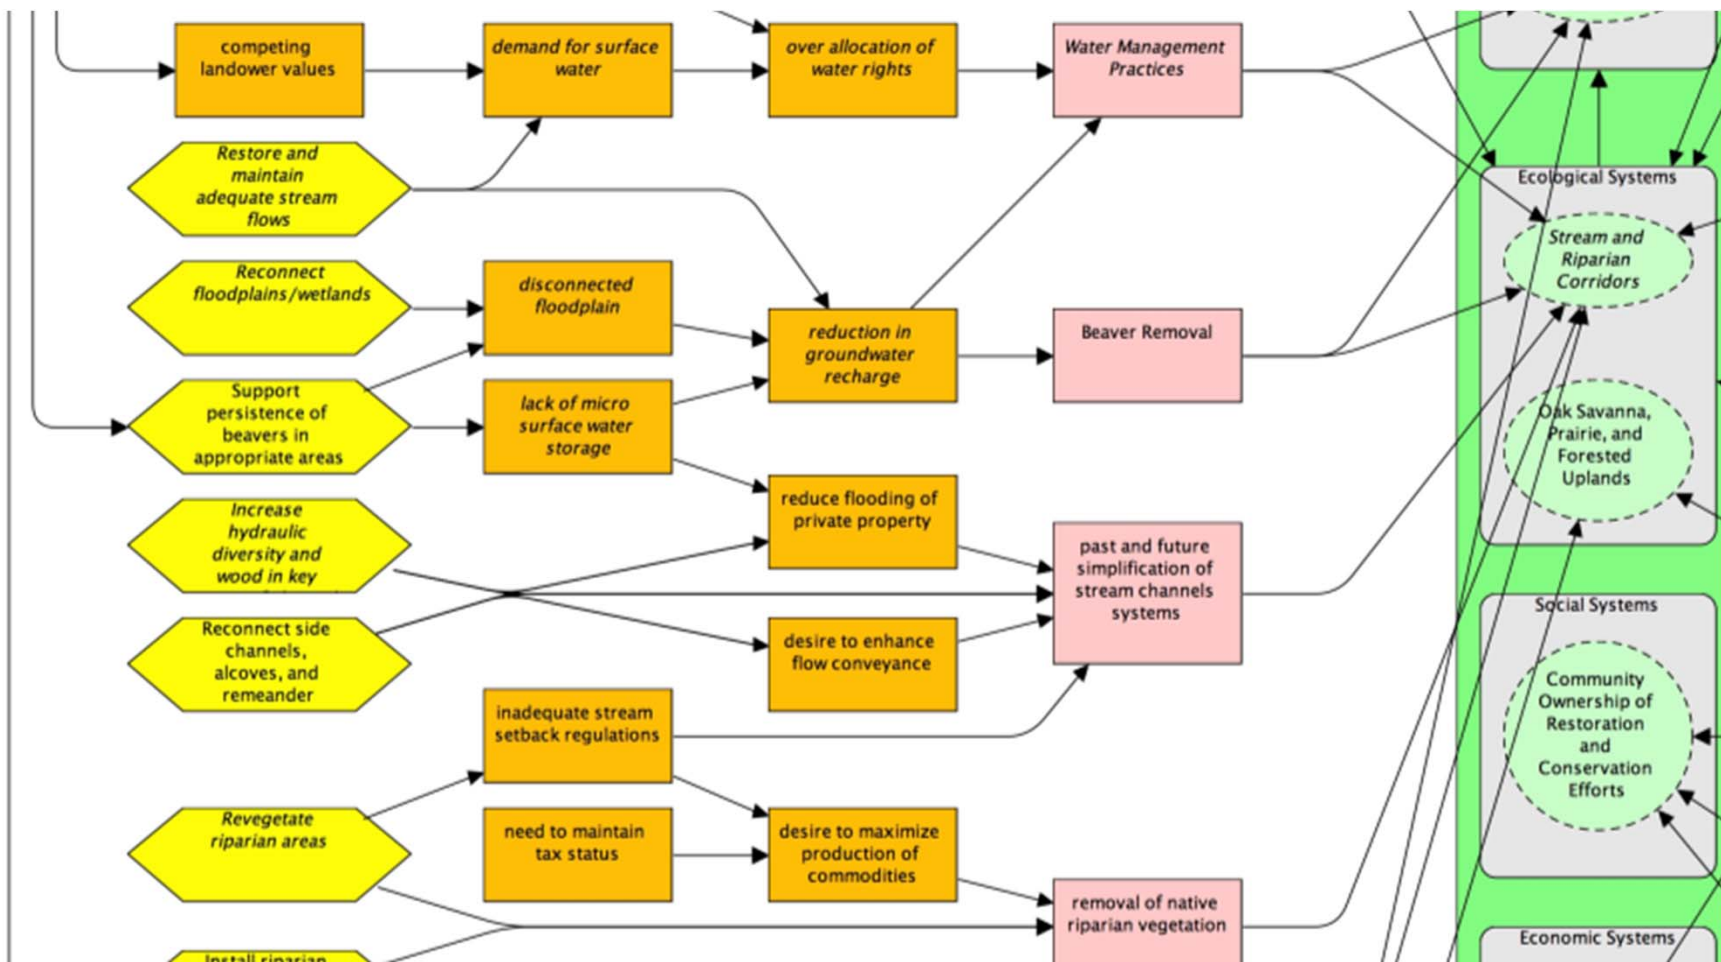 competing
landower values
demand for surface
water
over allocation of
water rights
Water Management
Practices
Restore and
maintain
adequate stream
flows
Reconnect
floodplains/wetlands
disconnected
floodplain
reduction in
groundwater
recharge
Beaver Removal
Support
persistence of
beavers in
appropriate areas
lack of micro
surface water
storage
reduce flooding of
private property
Increase
hydraulic
diversity and
wood in key
past and future
simplification of
stream channels
systems
Reconnect side
channels,
alcoves, and
remeander
desire to enhance
flow conveyance
inadequate stream
setback regulations
Revegetate
riparian areas
need to maintain
tax status
desire to maximize
production of
commodities
removal of native
riparian vegetation
Install riparian
Ecological Systems
Stream and
Riparian
Corridors
Oak Savanna,
Prairie, and
Forested
Uplands
Social Systems
Community
Ownership of
Restoration
and
Conservation
Efforts
Economic Systems